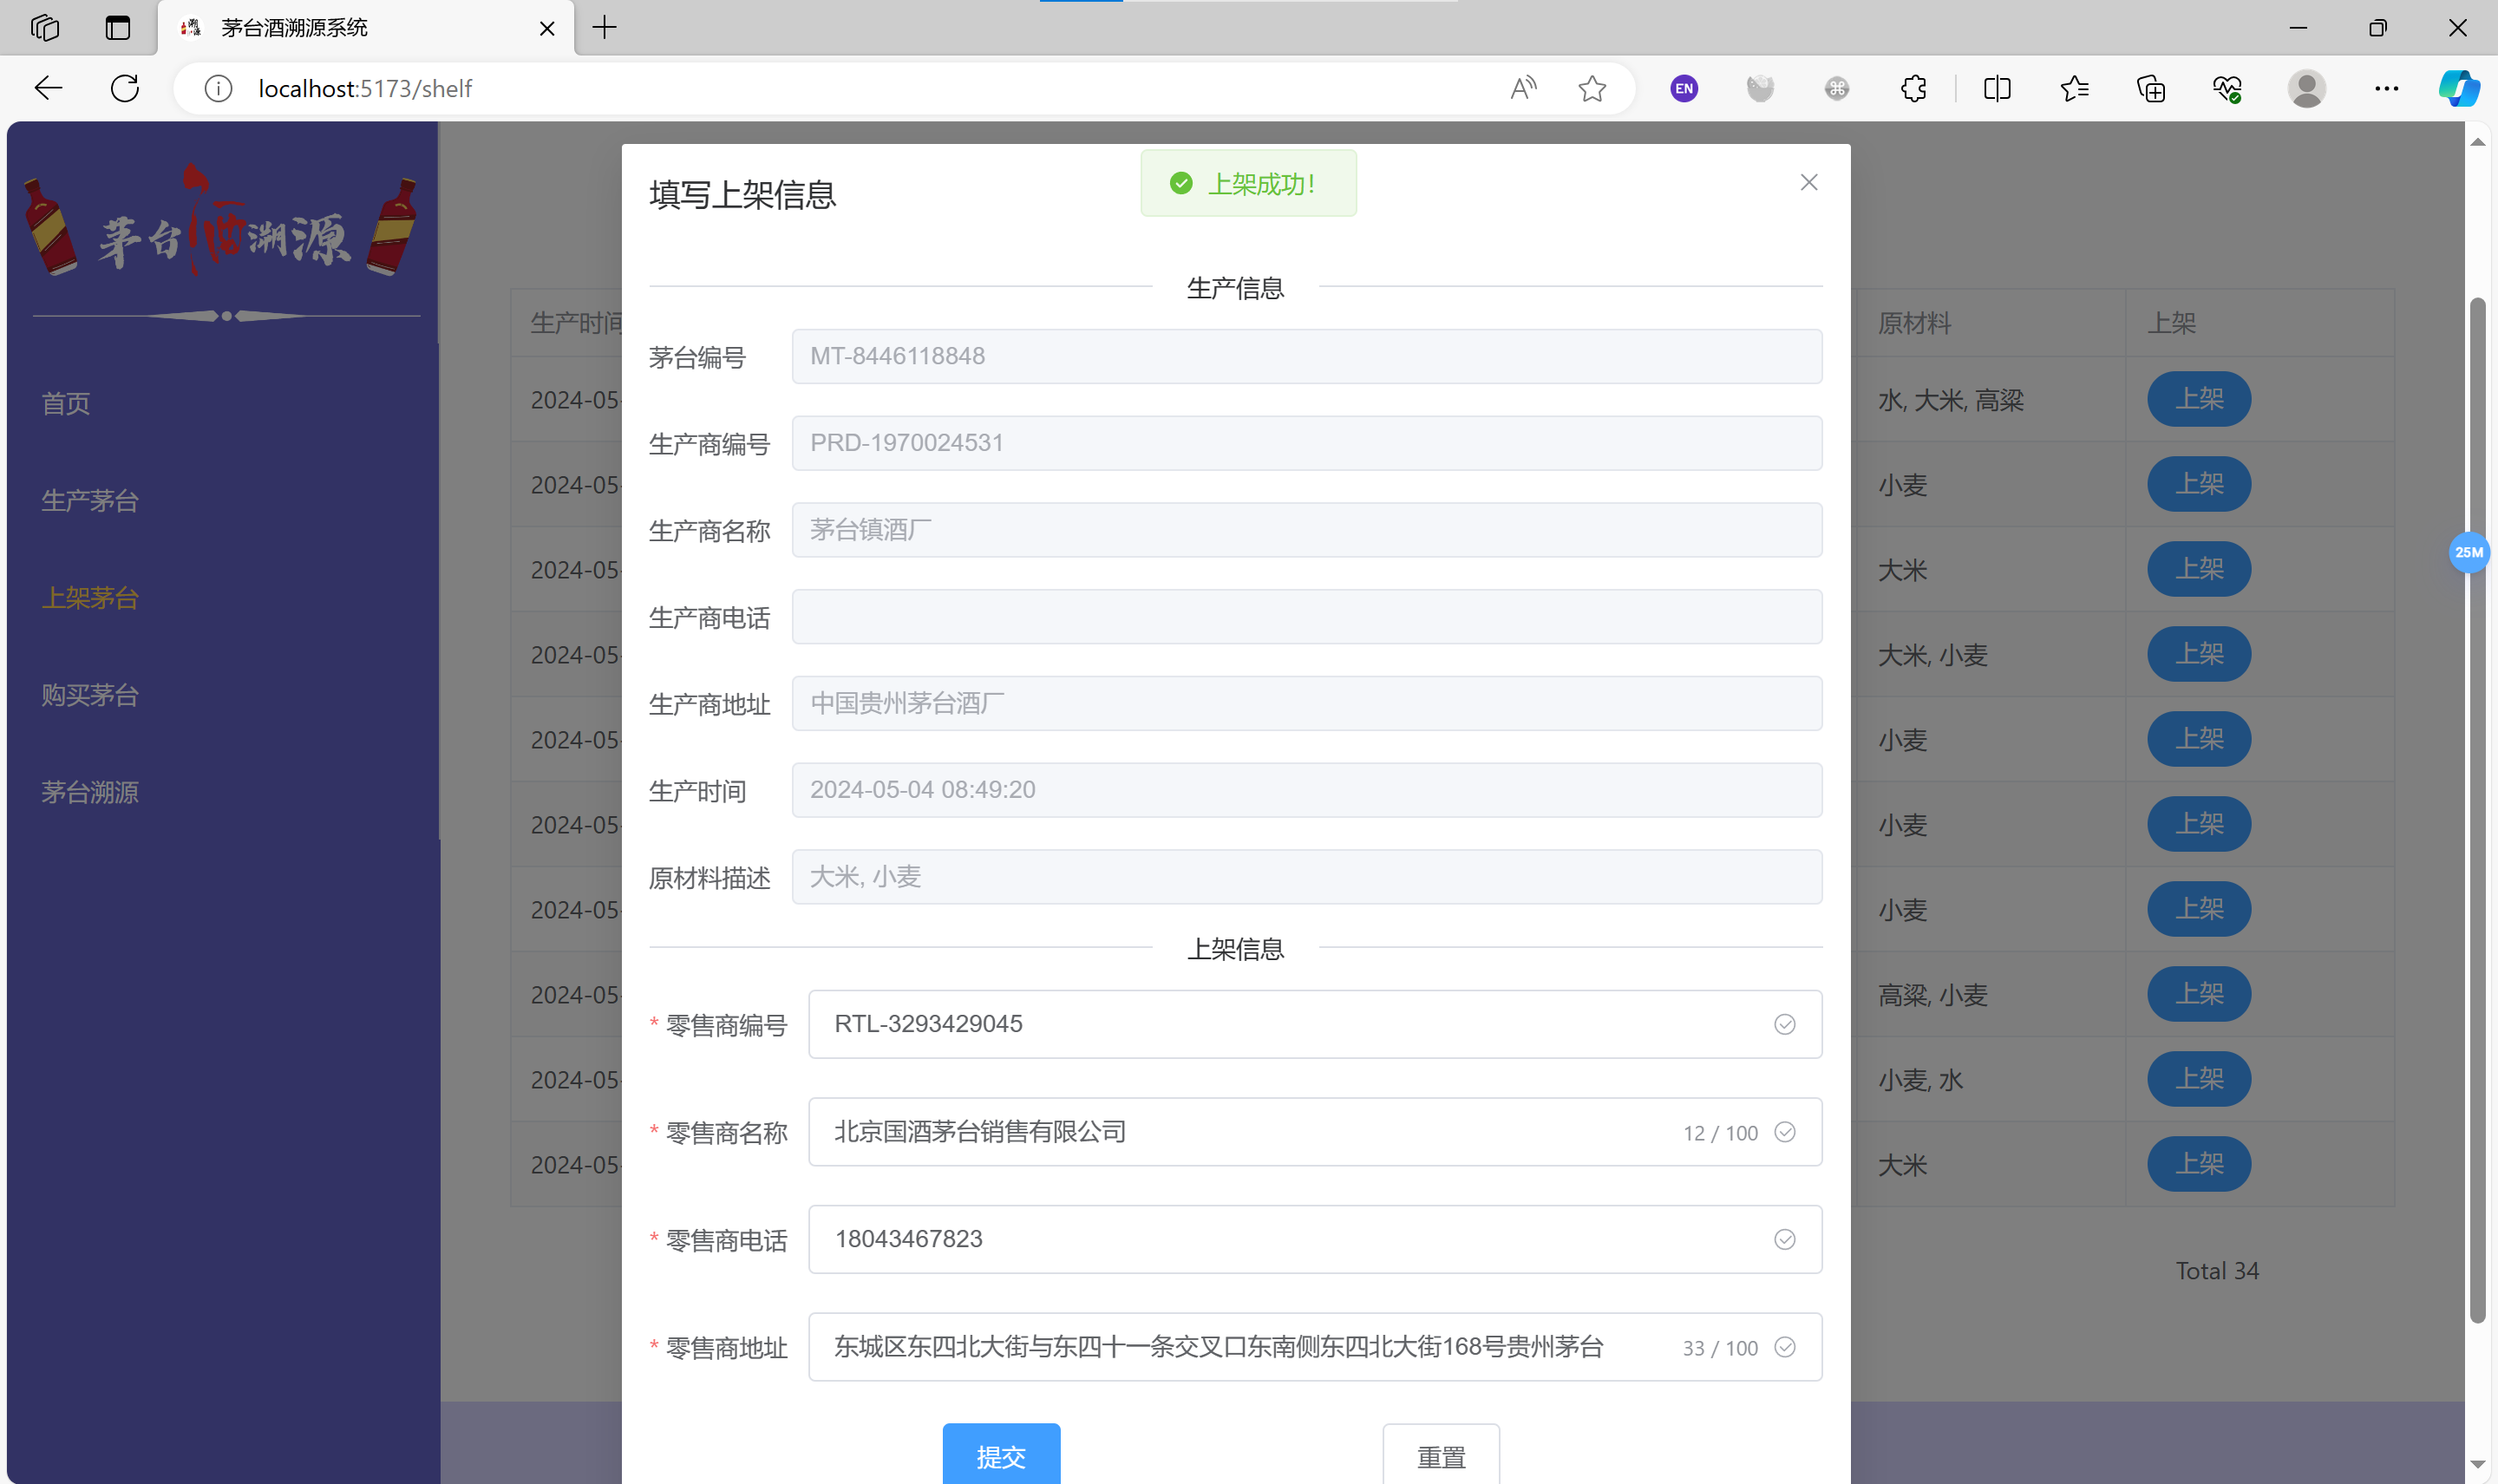 茅台酒溯源系统
localhost:5173/shelf
EN
茅台酒溯源
首页
生产茅台
上架茅台
购买茅台
茅台溯源
填写上架信息
上架成功!
生产信息
茅台编号 MT-8446118848
生产商编号 PRD-1970024531
生产商名称 茅台镇酒厂
生产商电话
生产商地址 中国贵州茅台酒厂
生产时间 2024-05-04 08:49:20
原材料描述 大米, 小麦
上架信息
* 零售商编号 RTL-3293429045
* 零售商名称 北京国酒茅台销售有限公司 12 / 100
* 零售商电话 18043467823
* 零售商地址 东城区东四北大街与东四十一条交叉口东南侧东四北大街168号贵州茅台 33 / 100
提交 重置
生产时间 原材料 上架
2024-05- 水, 大米, 高粱 上架
2024-05- 小麦 上架
2024-05- 大米 上架
2024-05- 大米, 小麦 上架
2024-05- 小麦 上架
2024-05- 小麦 上架
2024-05- 小麦 上架
2024-05- 高粱, 小麦 上架
2024-05- 小麦, 水 上架
2024-05- 大米 上架
Total 34
25M